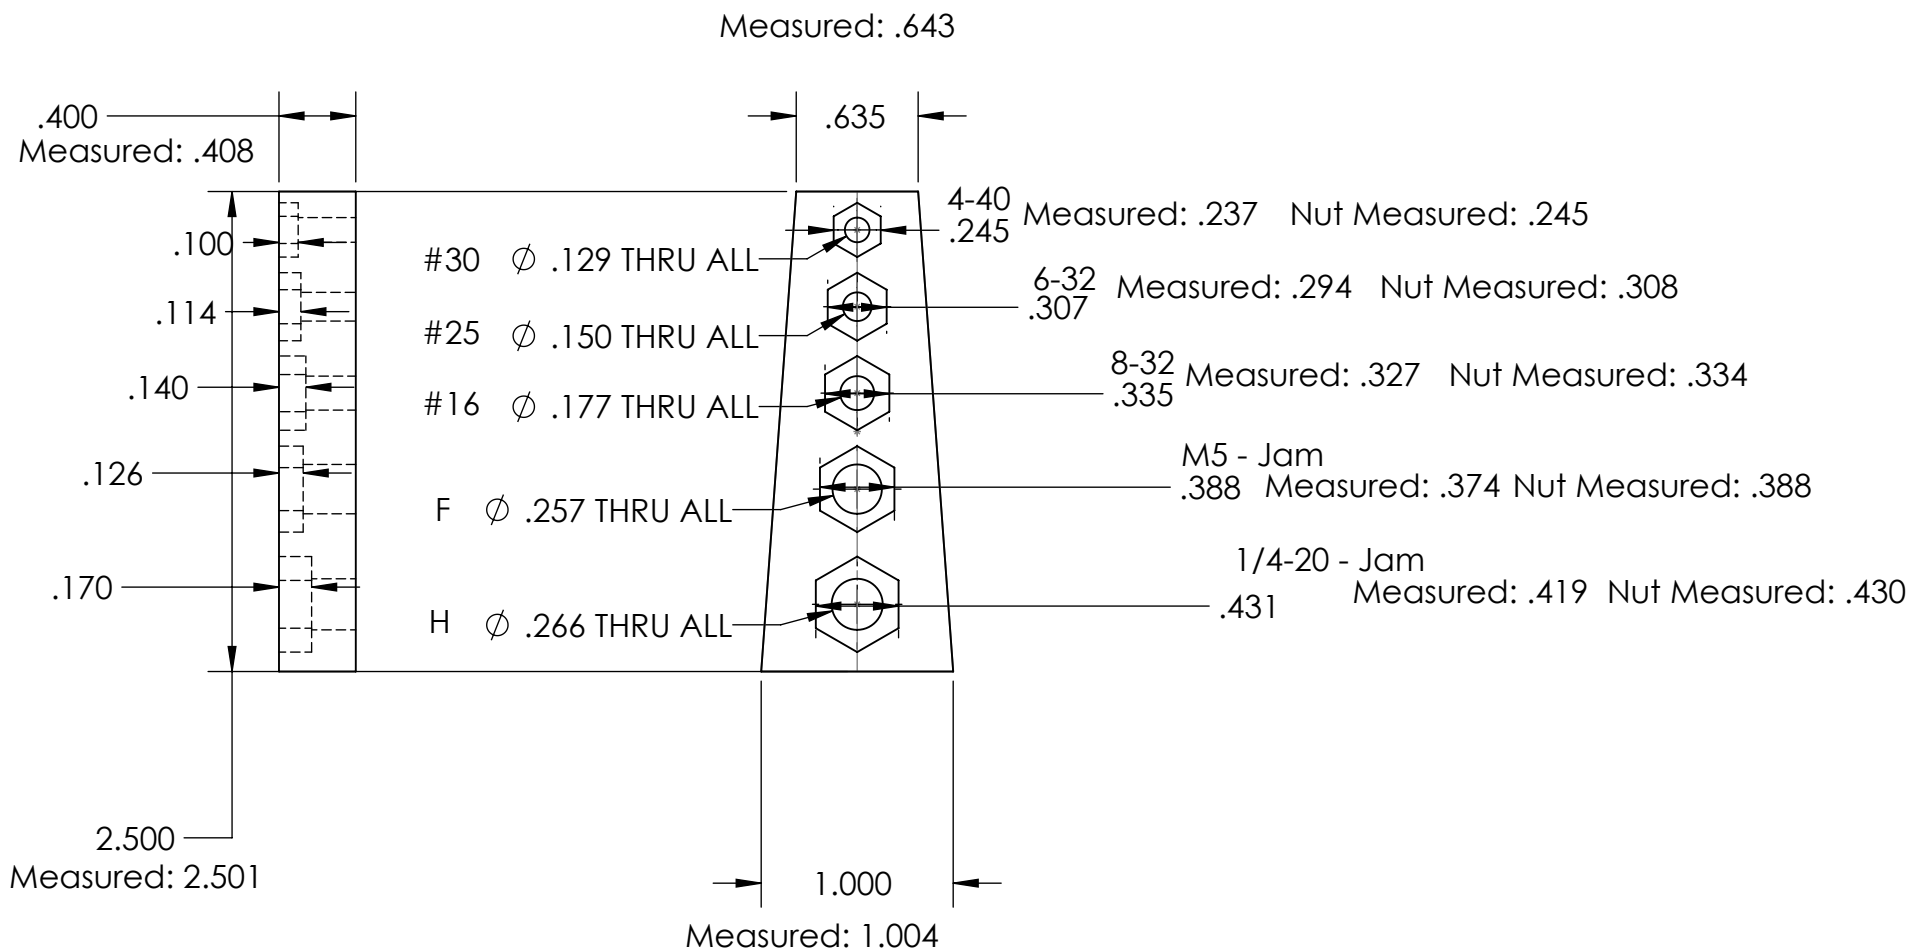 Measured: .643
.400
.635
Measured: .408
4-40
.245
Measured: .237 Nut Measured: .245
.100
#30 ∅ .129 THRU ALL
6-32
.307
Measured: .294 Nut Measured: .308
.114
#25 ∅ .150 THRU ALL
8-32
.335
Measured: .327 Nut Measured: .334
.140
#16 ∅ .177 THRU ALL
M5 - Jam
.388 Measured: .374 Nut Measured: .388
.126
F ∅ .257 THRU ALL
1/4-20 - Jam
Measured: .419 Nut Measured: .430
.431
.170
H ∅ .266 THRU ALL
2.500
Measured: 2.501
1.000
Measured: 1.004